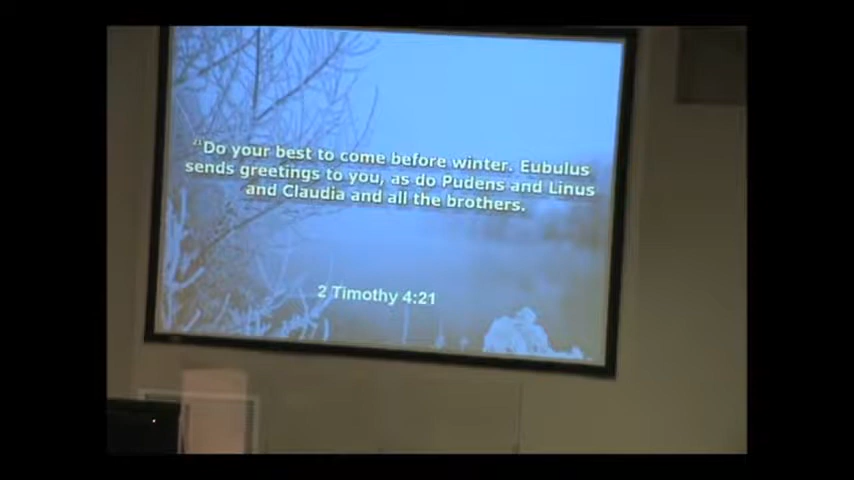 ²¹Do your best to come before winter. Eubulus
sends greetings to you, as do Pudens and Linus
and Claudia and all the brothers.
2 Timothy 4:21